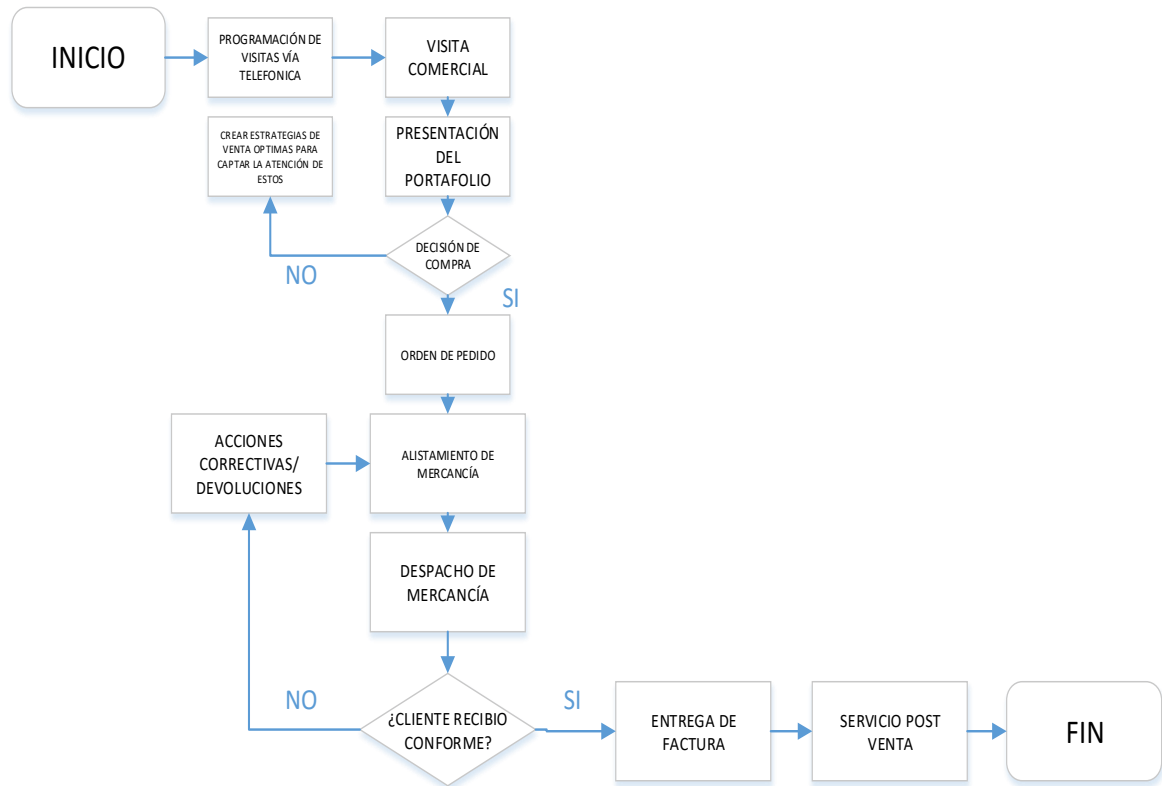 INICIO
PROGRAMACIÓN DE
VISITAS VÍA
TELEFONICA
VISITA
COMERCIAL
CREAR ESTRATEGIAS DE
VENTA OPTIMAS PARA
CAPTAR LA ATENCIÓN DE
ESTOS
PRESENTACIÓN
DEL
PORTAFOLIO
DECISIÓN DE
COMPRA
NO
SI
ORDEN DE PEDIDO
ACCIONES
CORRECTIVAS/
DEVOLUCIONES
ALISTAMIENTO DE
MERCANCÍA
DESPACHO DE
MERCANCÍA
NO
¿CLIENTE RECIBIO
CONFORME?
SI
ENTREGA DE
FACTURA
SERVICIO POST
VENTA
FIN